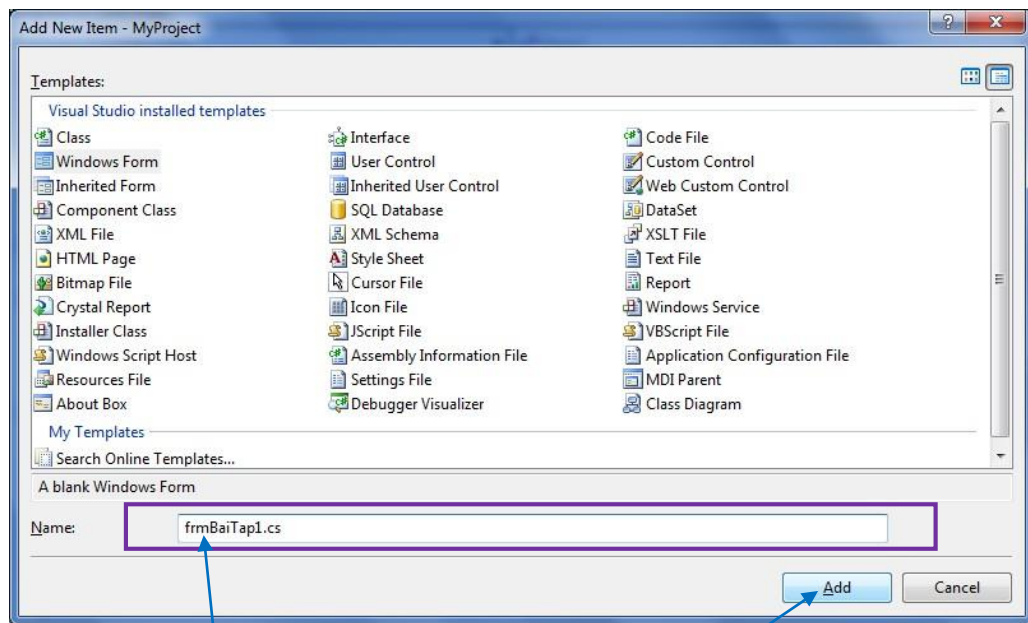 Add New Item - MyProject
Templates:
Visual Studio installed templates
Class Interface Code File
Windows Form User Control Custom Control
Inherited Form Inherited User Control Web Custom Control
Component Class SQL Database DataSet
XML File XML Schema XSLT File
HTML Page Style Sheet Text File
Bitmap File Cursor File Report
Crystal Report Icon File Windows Service
Installer Class JScript File VBScript File
Windows Script Host Assembly Information File Application Configuration File
Resources File Settings File MDI Parent
About Box Debugger Visualizer Class Diagram
My Templates
Search Online Templates...
A blank Windows Form
Name: frmBaiTap1.cs
Add Cancel